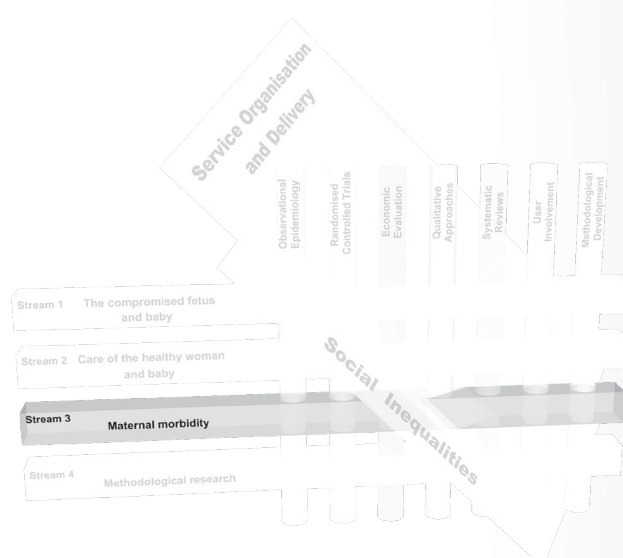 Service Organisation
and Delivery
Observational
Epidemiology
Randomised
Controlled Trials
Economic
Evaluation
Qualitative
Approaches
Systematic
Reviews
User
Involvement
Methodological
Development
Stream 1 The compromised fetus
and baby
Stream 2 Care of the healthy woman
and baby
Social Inequalities
Stream 3 Maternal morbidity
Stream 4 Methodological research